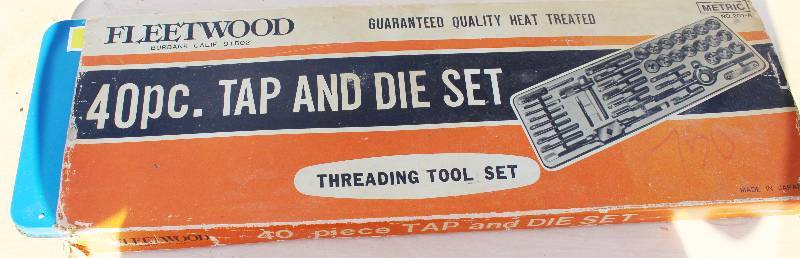 FLEETWOOD
BURBANK CALIF. 91502
GUARANTEED QUALITY HEAT TREATED
METRIC
40pc. TAP AND DIE SET
THREADING TOOL SET
MADE IN JAPAN
FLEETWOOD
40 piece TAP and DIE SET